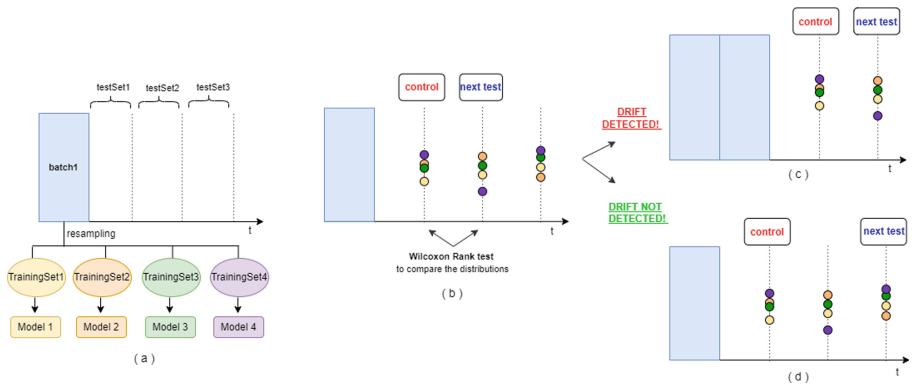 testSet1 testSet2 testSet3
batch1
t
resampling
TrainingSet1 TrainingSet2 TrainingSet3 TrainingSet4
Model 1 Model 2 Model 3 Model 4
( a )
control next test
t
Wilcoxon Rank test
to compare the distributions
( b )
DRIFT
DETECTED!
DRIFT NOT
DETECTED!
control next test
t
( c )
control next test
t
( d )